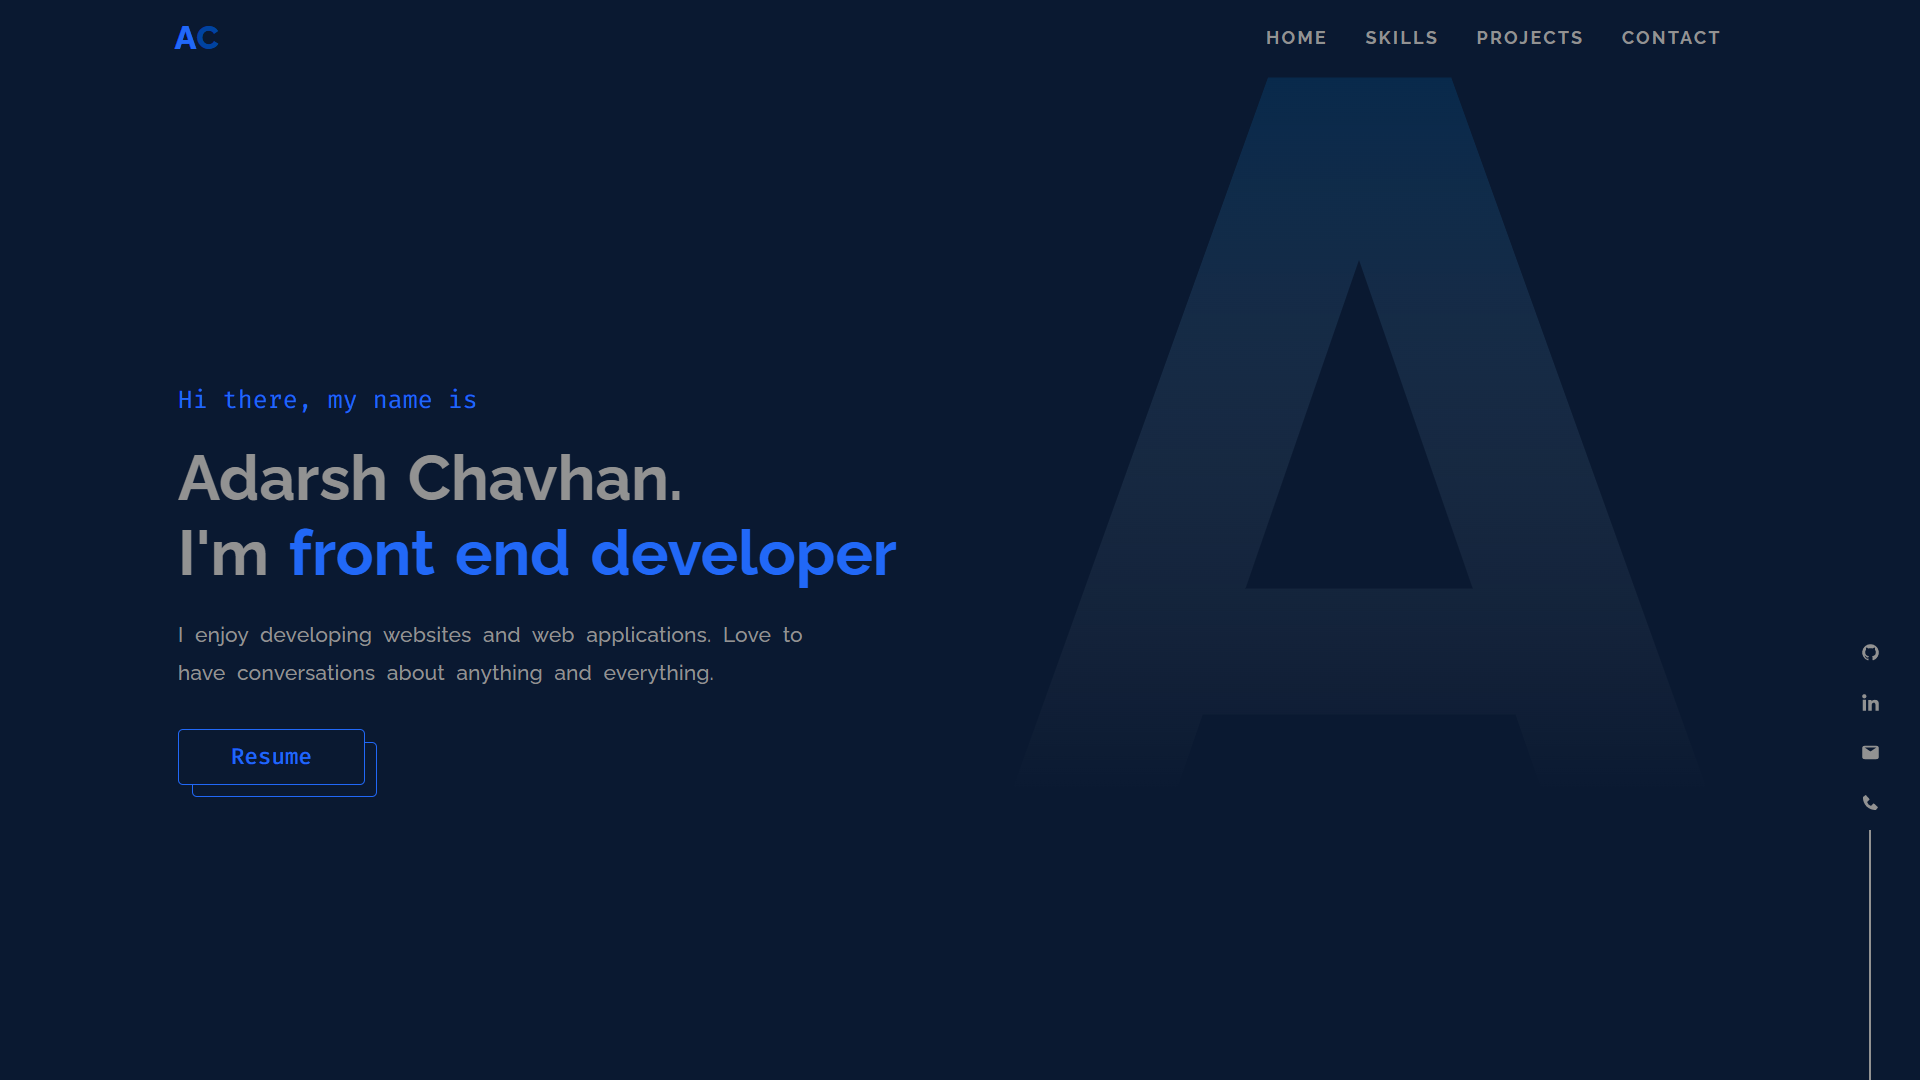 AC
HOME SKILLS PROJECTS CONTACT
A
Hi there, my name is
Adarsh Chavhan.
I'm front end developer
I enjoy developing websites and web applications. Love to
have conversations about anything and everything.
Resume